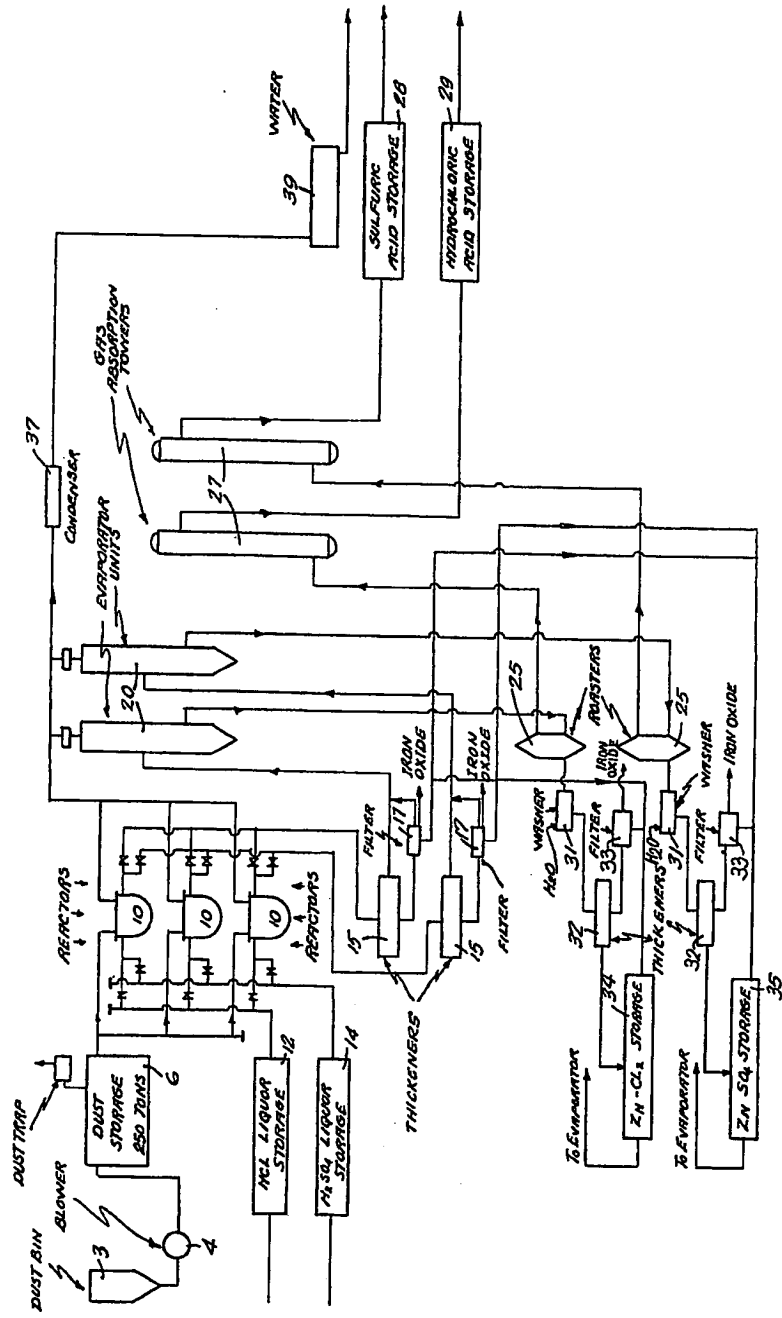 DUST BIN
3
BLOWER
4
DUST TRAP
DUST
STORAGE
250 TONS
6
REACTORS
10
10
10
REACTORS
HCL LIQUOR
STORAGE
12
H2SO4 LIQUOR
STORAGE
14
THICKENERS
15
15
FILTER
17
IRON
OXIDE
17
IRON
OXIDE
FILTER
EVAPORATOR
UNITS
20
CONDENSER
37
GAS
ABSORPTION
TOWERS
27
WATER
39
SULFURIC
ACID STORAGE
28
HYDROCHLORIC
ACID STORAGE
29
25
ROASTERS
25
WASHER
H2O
31
FILTER
33
IRON
OXIDE
32
THICKENERS
H2O
31
WASHER
FILTER
33
IRON OXIDE
32
TO EVAPORATOR
34
ZN-CL2 STORAGE
TO EVAPORATOR
ZN SO4 STORAGE
35